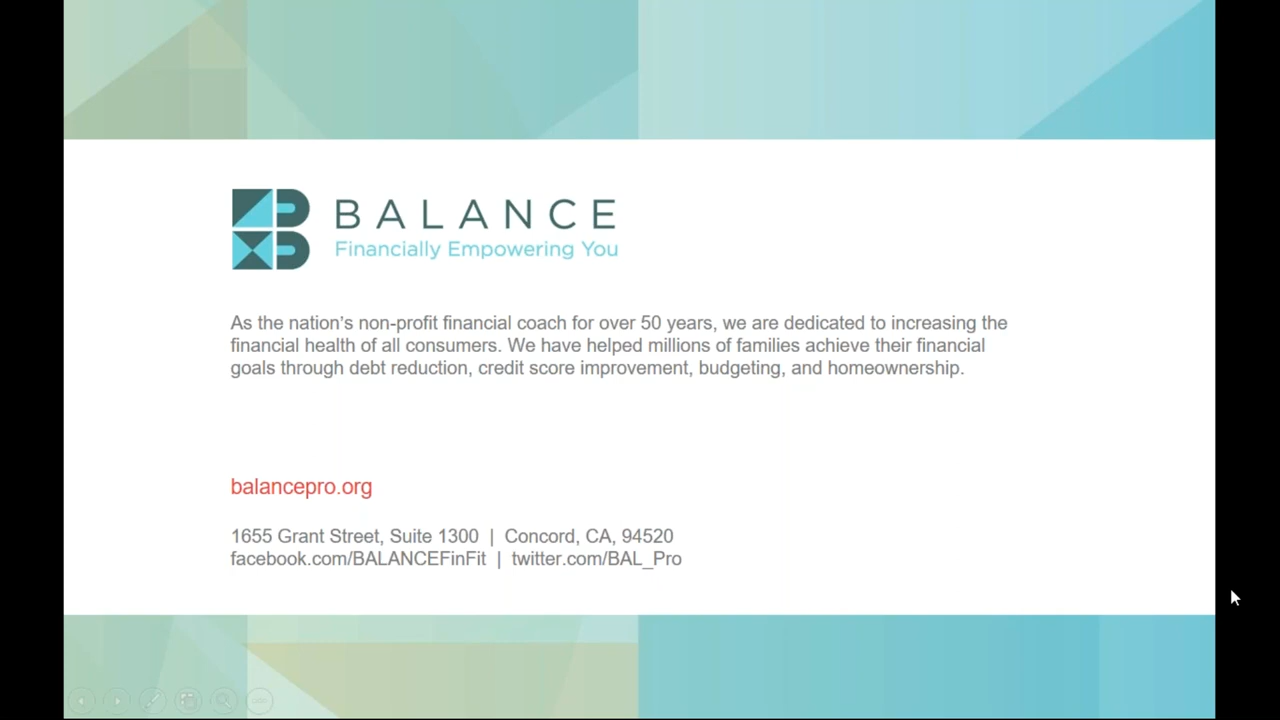 BALANCE
Financially Empowering You
As the nation’s non-profit financial coach for over 50 years, we are dedicated to increasing the
financial health of all consumers. We have helped millions of families achieve their financial
goals through debt reduction, credit score improvement, budgeting, and homeownership.
balancepro.org
1655 Grant Street, Suite 1300 | Concord, CA, 94520
facebook.com/BALANCEFinFit | twitter.com/BAL_Pro